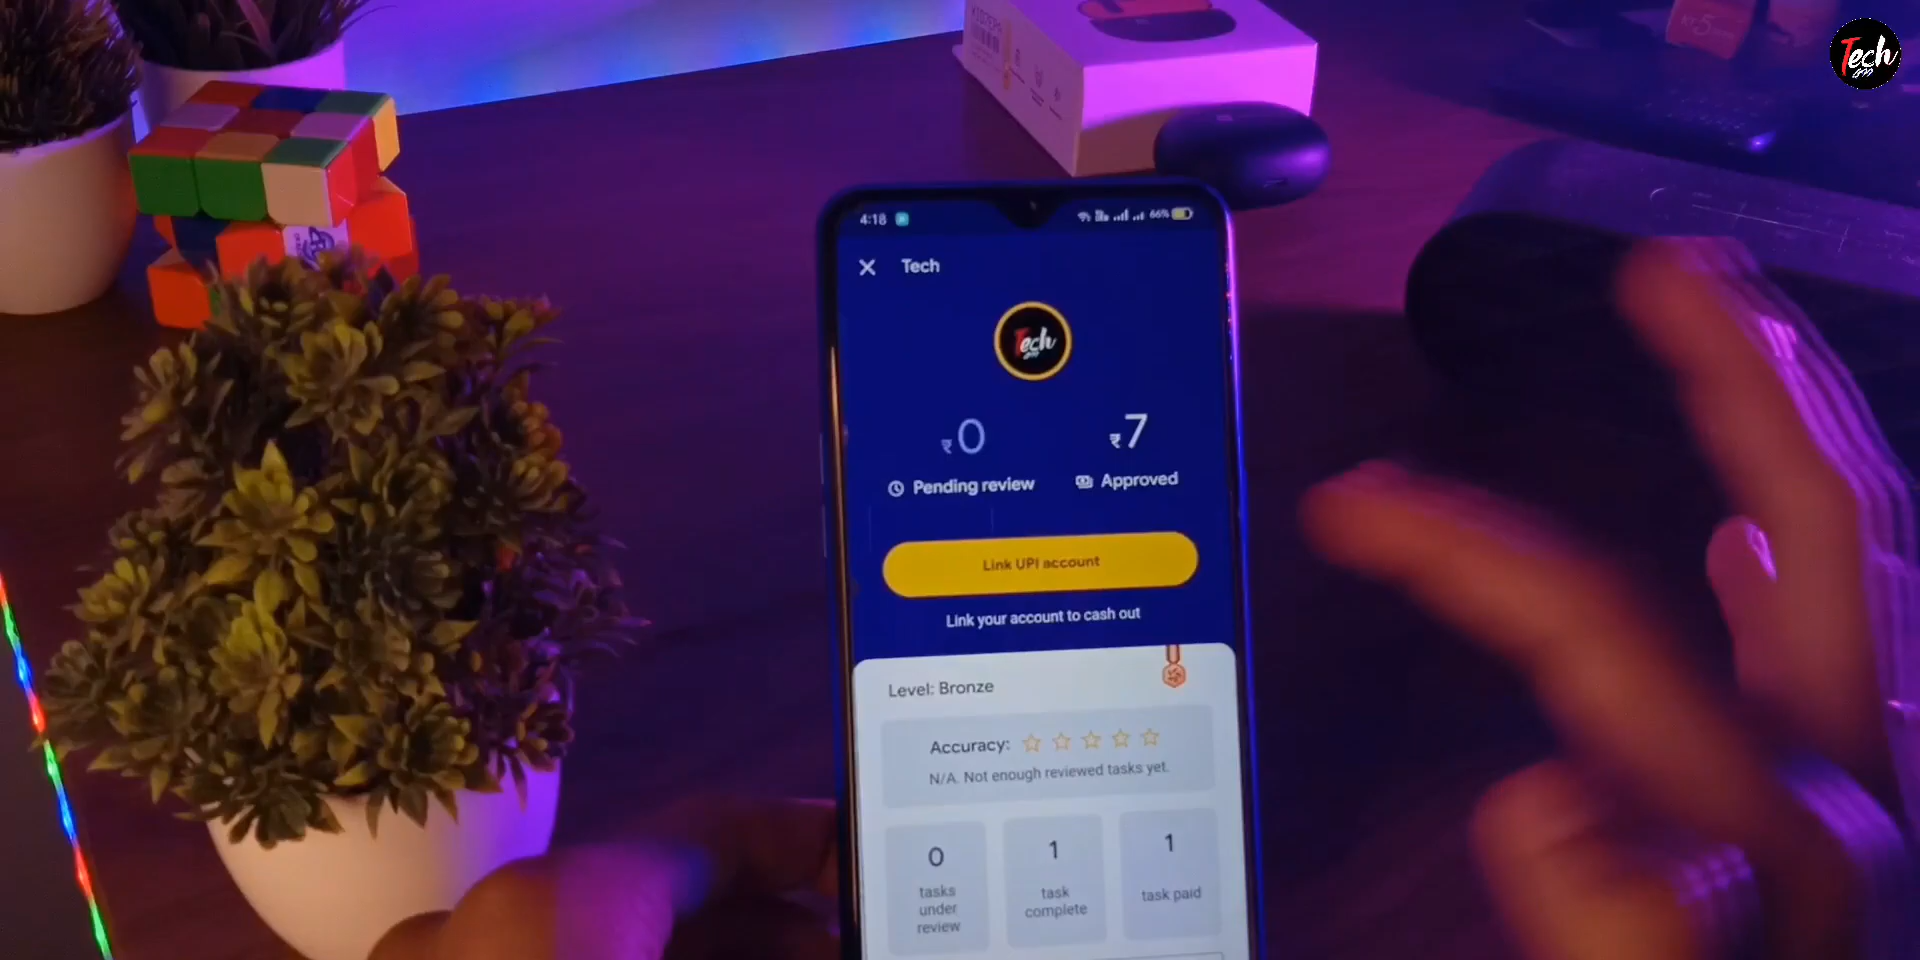 Tech
4:18
66%
Tech
Tech
₹0
₹7
Pending review
Approved
Link UPI account
Link your account to cash out
Level: Bronze
Accuracy:
N/A. Not enough reviewed tasks yet.
0
tasks
under
review
1
task
complete
1
task paid